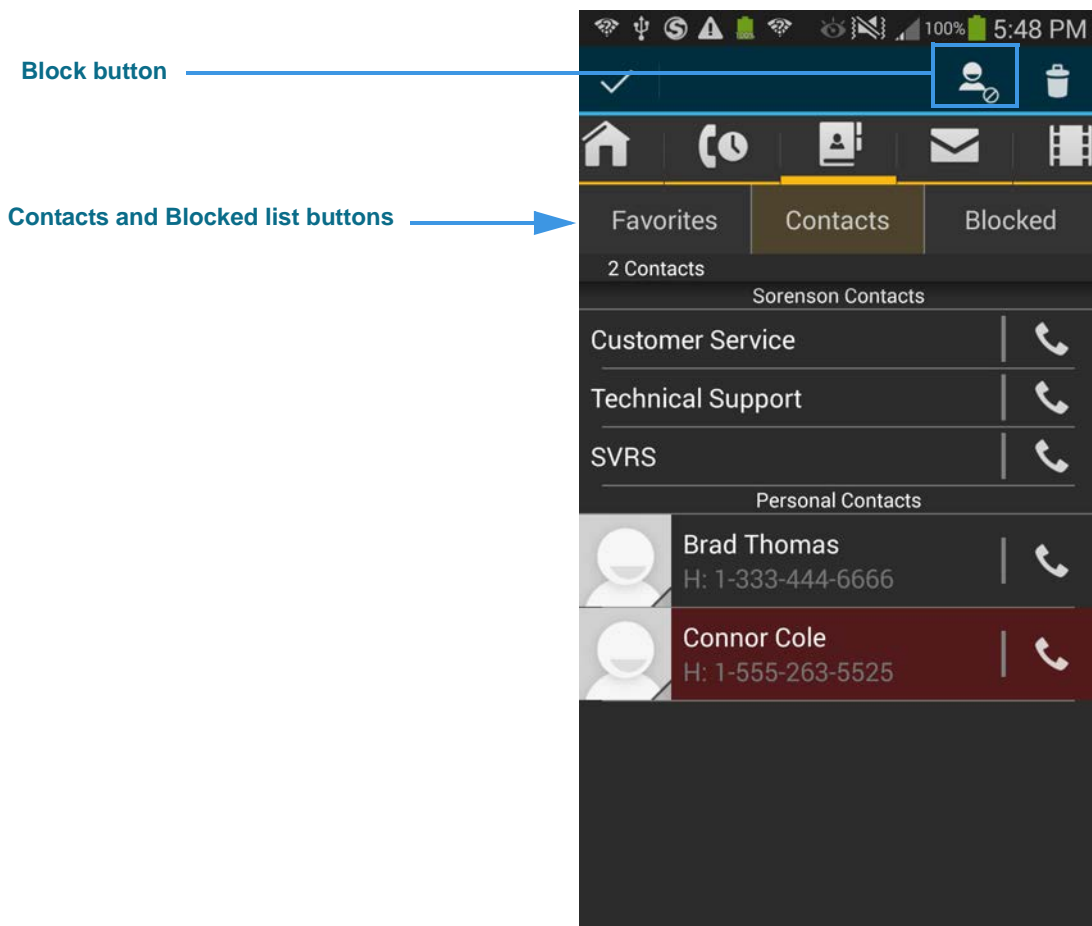 100% 5:48 PM
Block button
Contacts and Blocked list buttons
Favorites Contacts Blocked
2 Contacts
Sorenson Contacts
Customer Service
Technical Support
SVRS
Personal Contacts
Brad Thomas
H: 1-333-444-6666
Connor Cole
H: 1-555-263-5525